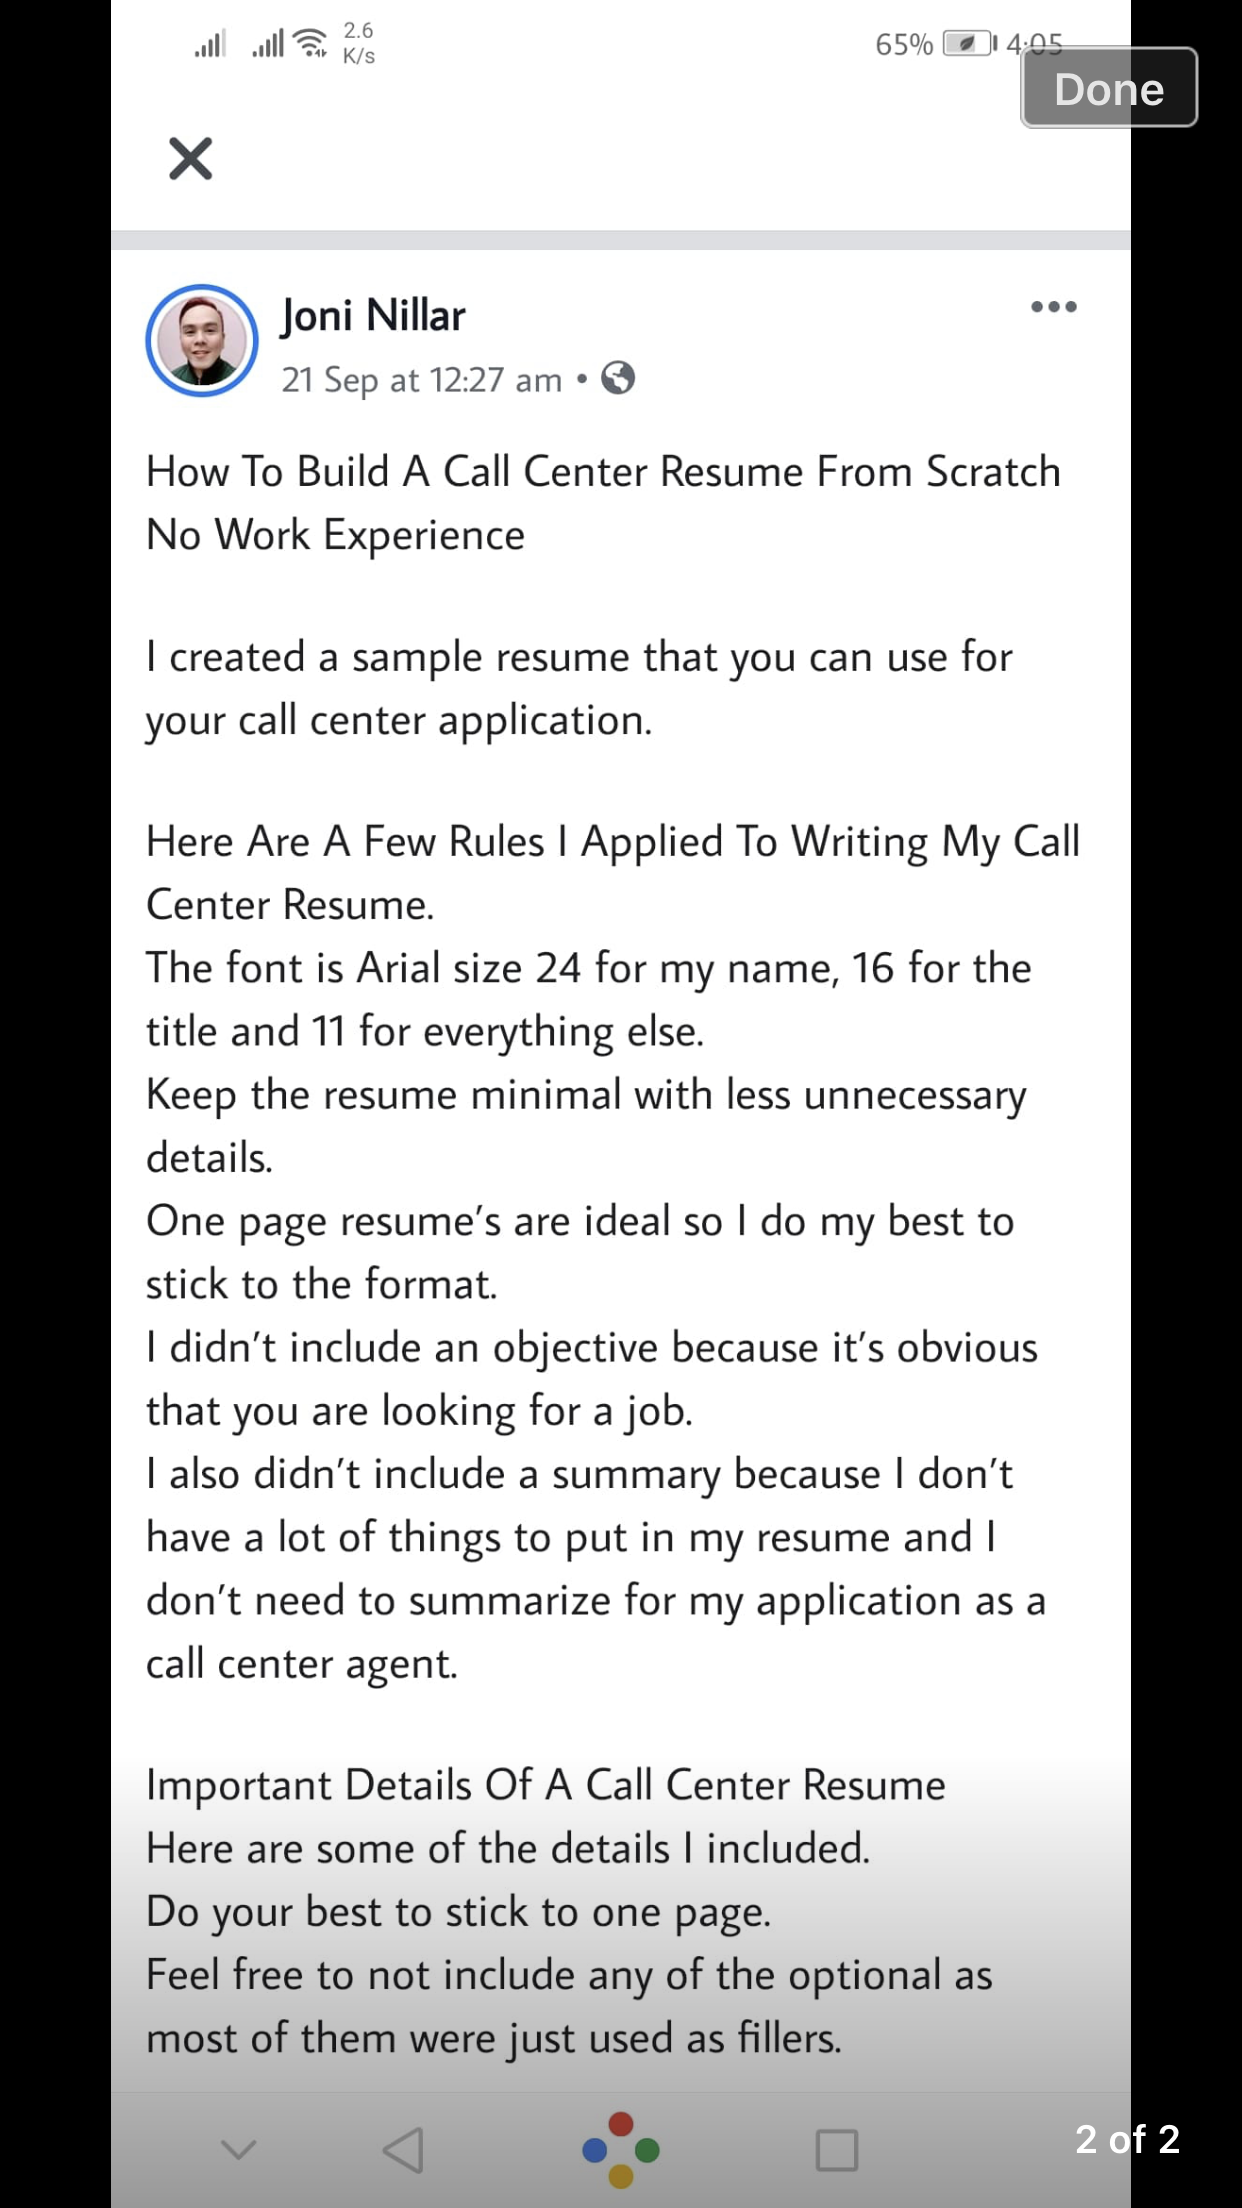 2.6
K/s
65%
4:05
Done
Joni Nillar
21 Sep at 12:27 am •
How To Build A Call Center Resume From Scratch
No Work Experience
I created a sample resume that you can use for
your call center application.
Here Are A Few Rules I Applied To Writing My Call
Center Resume.
The font is Arial size 24 for my name, 16 for the
title and 11 for everything else.
Keep the resume minimal with less unnecessary
details.
One page resume's are ideal so I do my best to
stick to the format.
I didn't include an objective because it's obvious
that you are looking for a job.
I also didn't include a summary because I don't
have a lot of things to put in my resume and I
don't need to summarize for my application as a
call center agent.
Important Details Of A Call Center Resume
Here are some of the details I included.
Do your best to stick to one page.
Feel free to not include any of the optional as
most of them were just used as fillers.
2 of 2